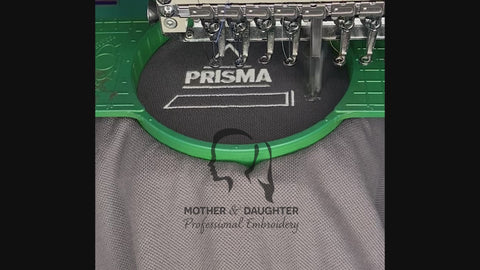 PRISMA
MOTHER & DAUGHTER
Professional Embroidery